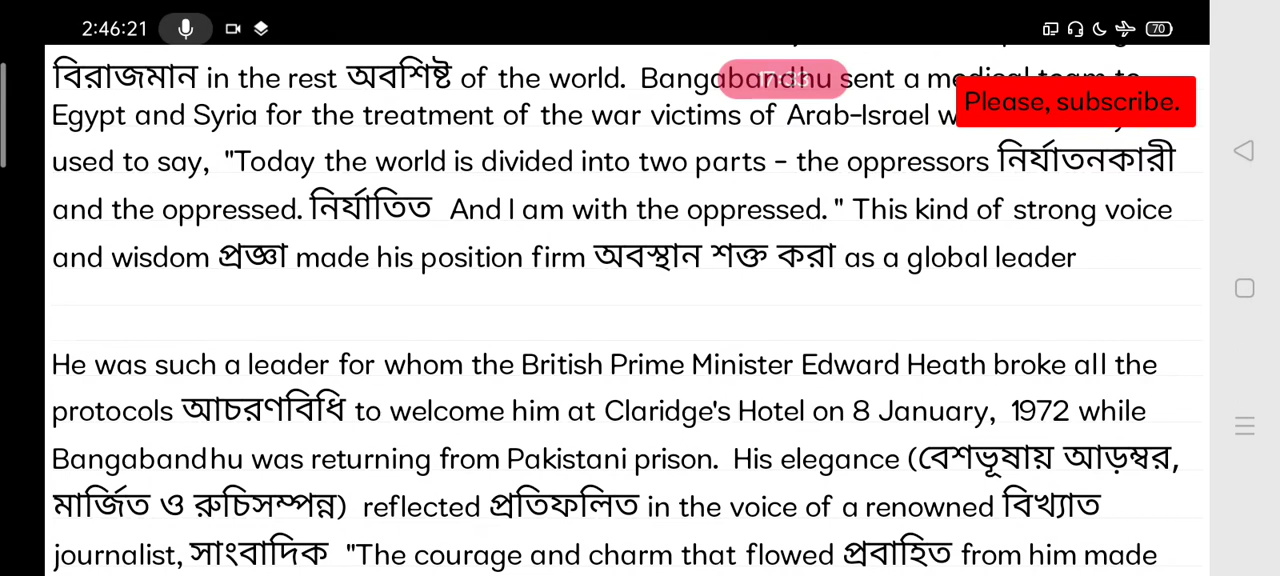 2:46:21
70
17:33
Please, subscribe.
বিরাজমান in the rest অবশিষ্ট of the world. Bangabandhu sent a medical team to
Egypt and Syria for the treatment of the war victims of Arab-Israel
used to say, "Today the world is divided into two parts - the oppressors নির্যাতনকারী
and the oppressed. নির্যাতিত And I am with the oppressed. " This kind of strong voice
and wisdom প্রজ্ঞা made his position firm অবস্থান শক্ত করা as a global leader
He was such a leader for whom the British Prime Minister Edward Heath broke all the
protocols আচরণবিধি to welcome him at Claridge's Hotel on 8 January, 1972 while
Bangabandhu was returning from Pakistani prison. His elegance (বেশভূষায় আড়ম্বর,
মার্জিত ও রুচিসম্পন্ন) reflected প্রতিফলিত in the voice of a renowned বিখ্যাত
journalist, সাংবাদিক "The courage and charm that flowed প্রবাহিত from him made